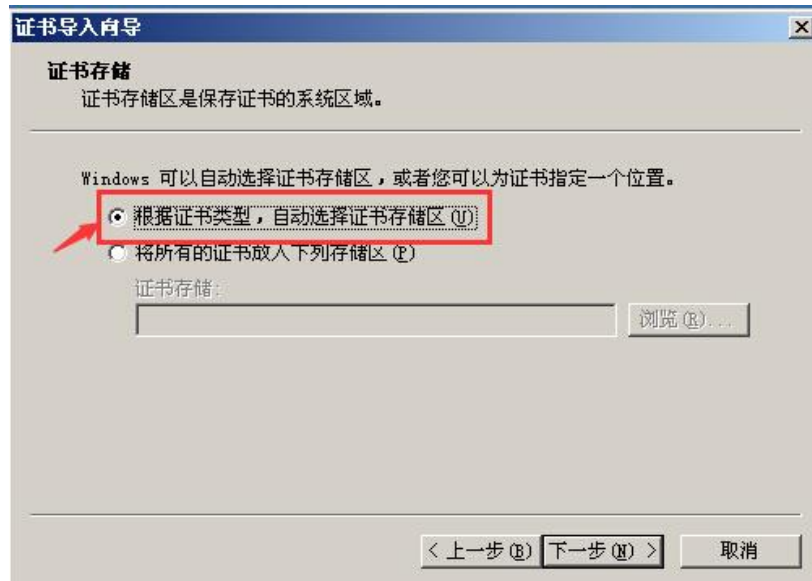 证书导入向导
证书存储
证书存储区是保存证书的系统区域。
Windows 可以自动选择证书存储区，或者您可以为证书指定一个位置。
根据证书类型，自动选择证书存储区(U)
将所有的证书放入下列存储区(P)
证书存储:
浏览(R)...
< 上一步(B) 下一步(N) > 取消